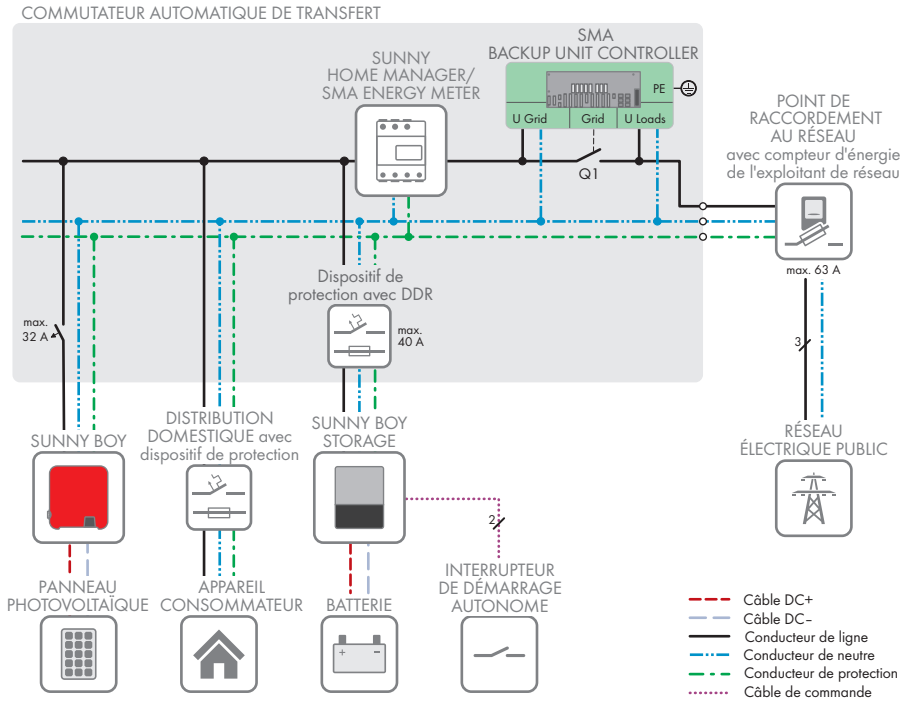 COMMUTATEUR AUTOMATIQUE DE TRANSFERT
SMA
BACKUP UNIT CONTROLLER
SUNNY
HOME MANAGER/
SMA ENERGY METER
PE
U Grid
Grid
U Loads
Q1
POINT DE
RACCORDEMENT
AU RÉSEAU
avec compteur d'énergie
de l'exploitant de réseau
max. 63 A
Dispositif de
protection avec DDR
max.
32 A
max.
40 A
3
DISTRIBUTION
DOMESTIQUE avec
dispositif de protection
SUNNY BOY
SUNNY BOY
STORAGE
RÉSEAU
ÉLECTRIQUE PUBLIC
2
PANNEAU
PHOTOVOLTAÏQUE
APPAREIL
CONSOMMATEUR
BATTERIE
+ -
INTERRUPTEUR
DE DÉMARRAGE
AUTONOME
Câble DC+
Câble DC-
Conducteur de ligne
Conducteur de neutre
Conducteur de protection
Câble de commande